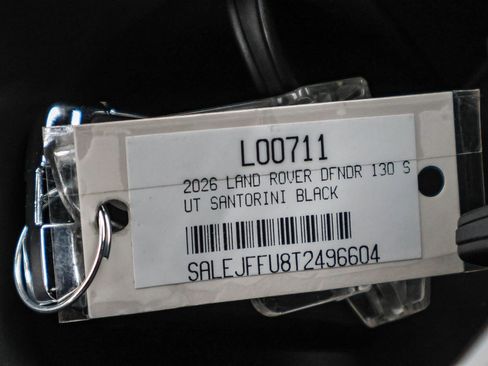 L00711
2026 LAND ROVER DFNDR 130 S
UT SANTORINI BLACK
SALEJFFU8T2496604